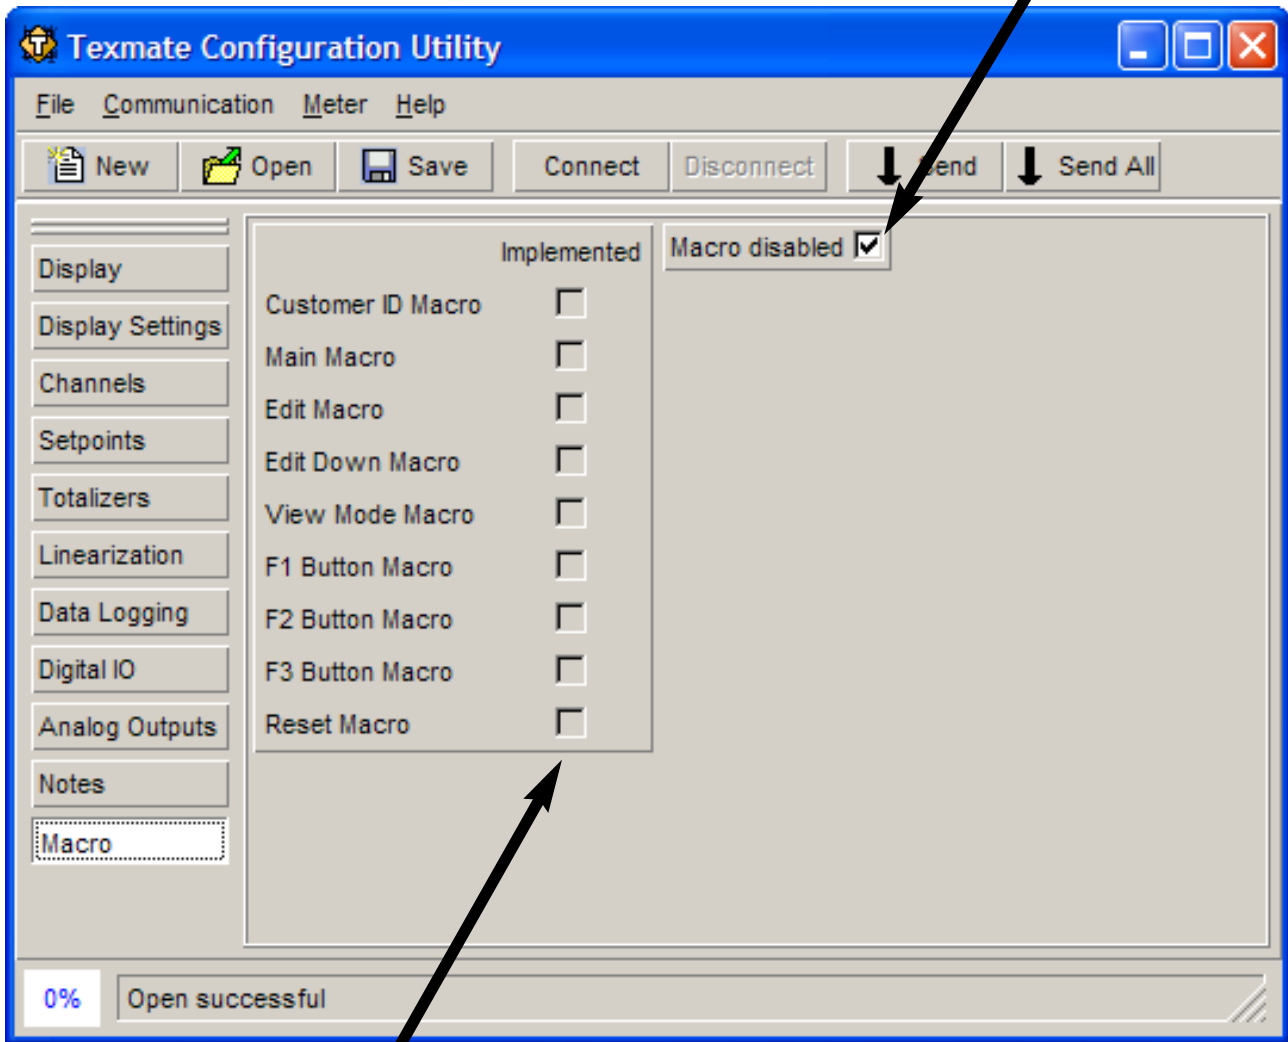 Texmate Configuration Utility
File Communication Meter Help
New Open Save Connect Disconnect Send Send All
Display
Display Settings
Channels
Setpoints
Totalizers
Linearization
Data Logging
Digital IO
Analog Outputs
Notes
Macro
Implemented
Customer ID Macro
Main Macro
Edit Macro
Edit Down Macro
View Mode Macro
F1 Button Macro
F2 Button Macro
F3 Button Macro
Reset Macro
Macro disabled
0% Open successful